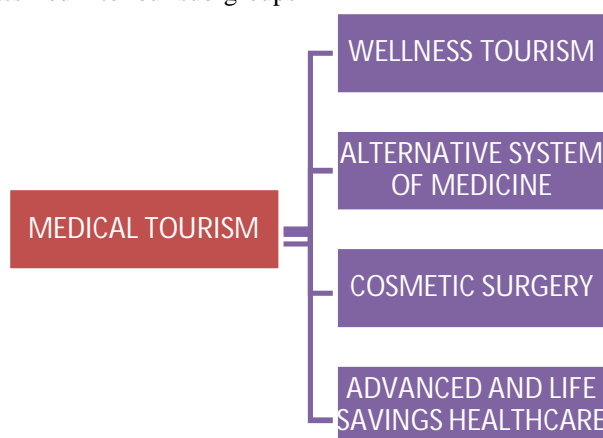 MEDICAL TOURISM
WELLNESS TOURISM
ALTERNATIVE SYSTEM
OF MEDICINE
COSMETIC SURGERY
ADVANCED AND LIFE
SAVINGS HEALTHCARE